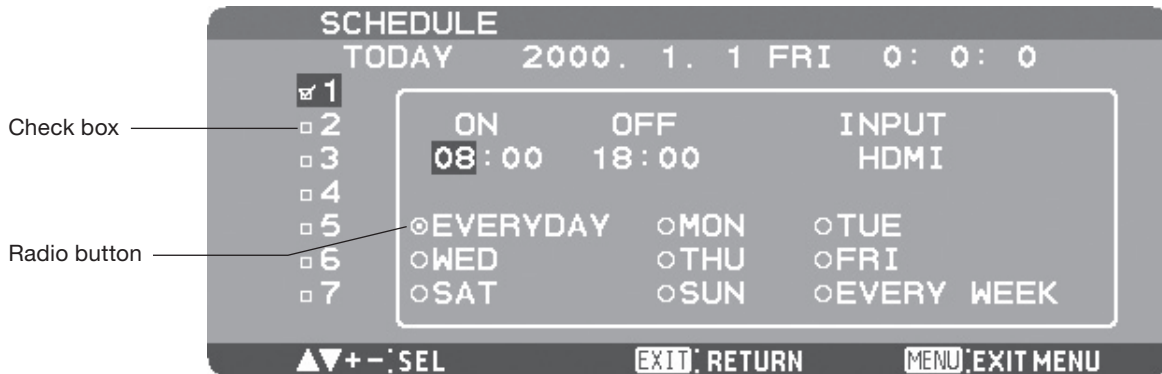 SCHEDULE
TODAY 2000. 1. 1 FRI 0: 0: 0
1
Check box
2
ON OFF INPUT
3
08:00 18:00 HDMI
4
5
EVERYDAY MON TUE
Radio button
6
WED THU FRI
7
SAT SUN EVERY WEEK
▲▼+-:SEL EXIT:RETURN MENU:EXIT MENU